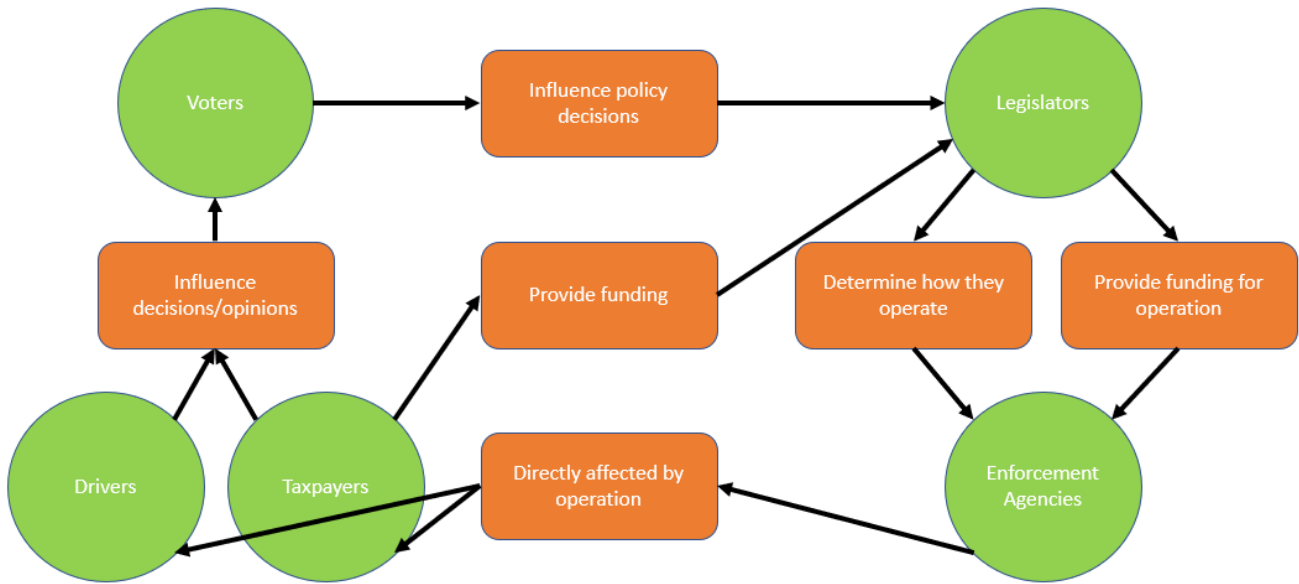 Voters
Influence policy
decisions
Legislators
Influence
decisions/opinions
Provide funding
Determine how they
operate
Provide funding for
operation
Drivers
Taxpayers
Directly affected by
operation
Enforcement
Agencies